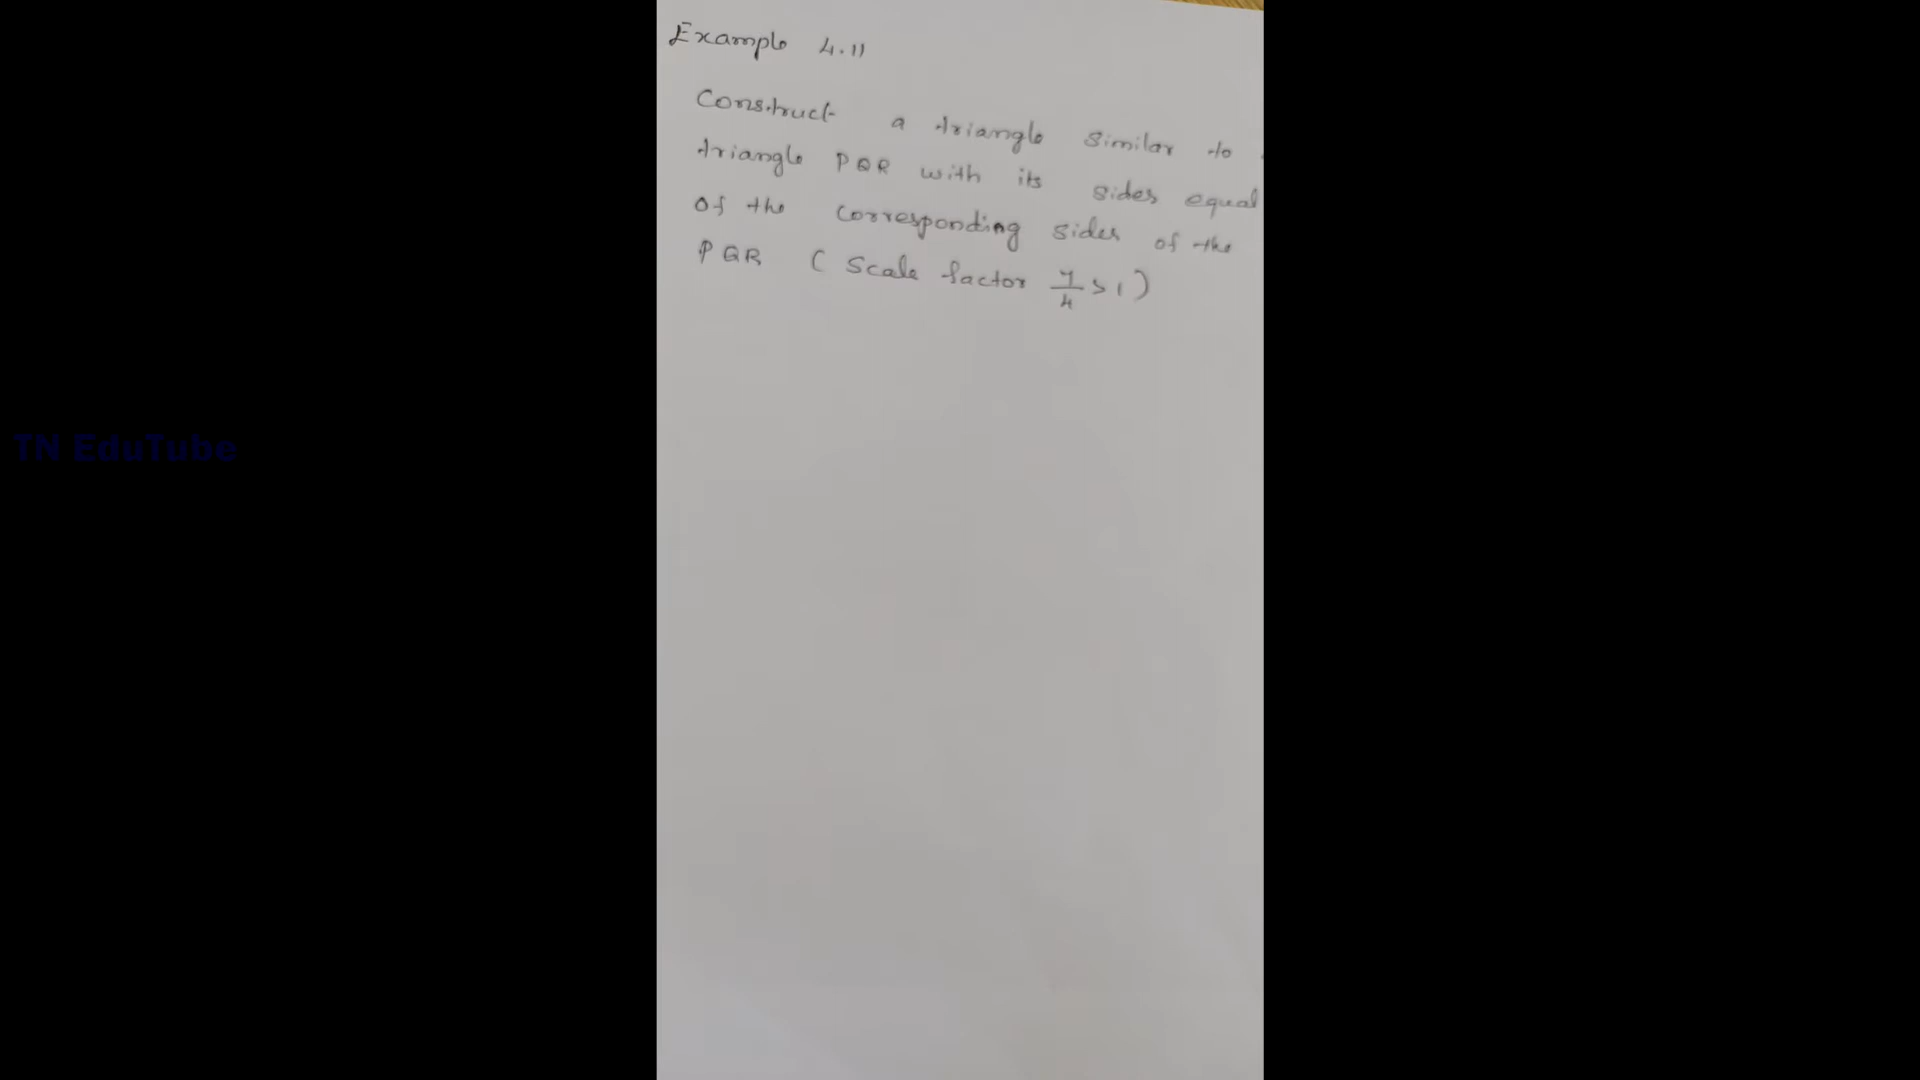 Example 4.11
Construct a triangle similar to
triangle PQR with its sides equal
of the corresponding sides of the
PQR ( Scale factor 7/4 > 1 )
TN EduTube